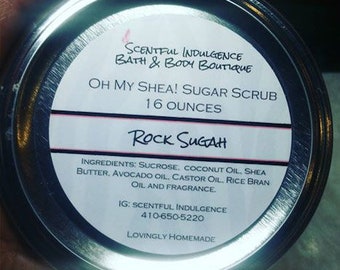 Scentful Indulgence
Bath & Body Boutique
Oh My Shea! Sugar Scrub
16 ounces
Rock Sugah
Ingredients: Sucrose, coconut Oil, Shea
Butter, Avocado oil, Castor Oil, Rice Bran
Oil and fragrance.
IG: scentful Indulgence
410-650-5220
Lovingly Homemade